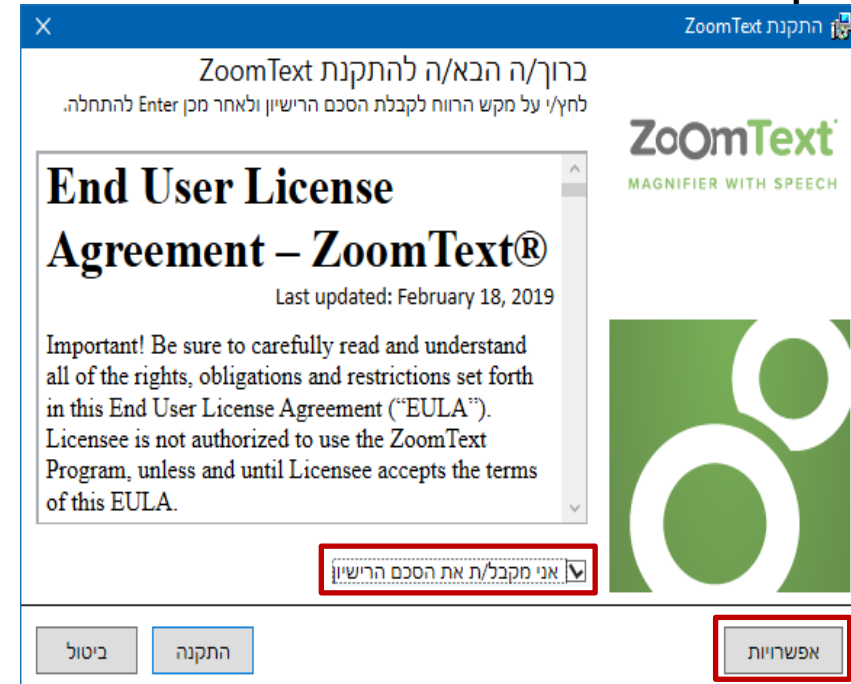 התקנת ZoomText
ברוך/ה הבא/ה להתקנת ZoomText
לחץ/י על מקש הרווח לקבלת הסכם הרישיון ולאחר מכן Enter להתחלה.
ZoomText
MAGNIFIER WITH SPEECH
End User License
Agreement – ZoomText®
Last updated: February 18, 2019
Important! Be sure to carefully read and understand
all of the rights, obligations and restrictions set forth
in this End User License Agreement (“EULA”).
Licensee is not authorized to use the ZoomText
Program, unless and until Licensee accepts the terms
of this EULA.
אני מקבל/ת את הסכם הרישיון
אפשרויות
התקנה
ביטול